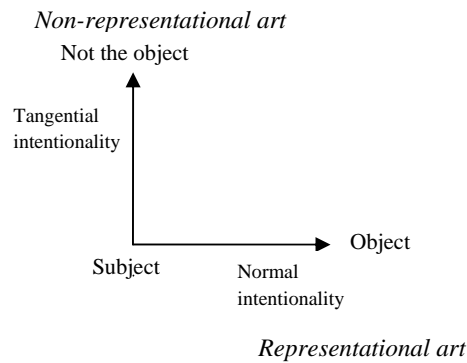 Non-representational art
Not the object
Tangential
intentionality
Object
Subject
Normal
intentionality
Representational art